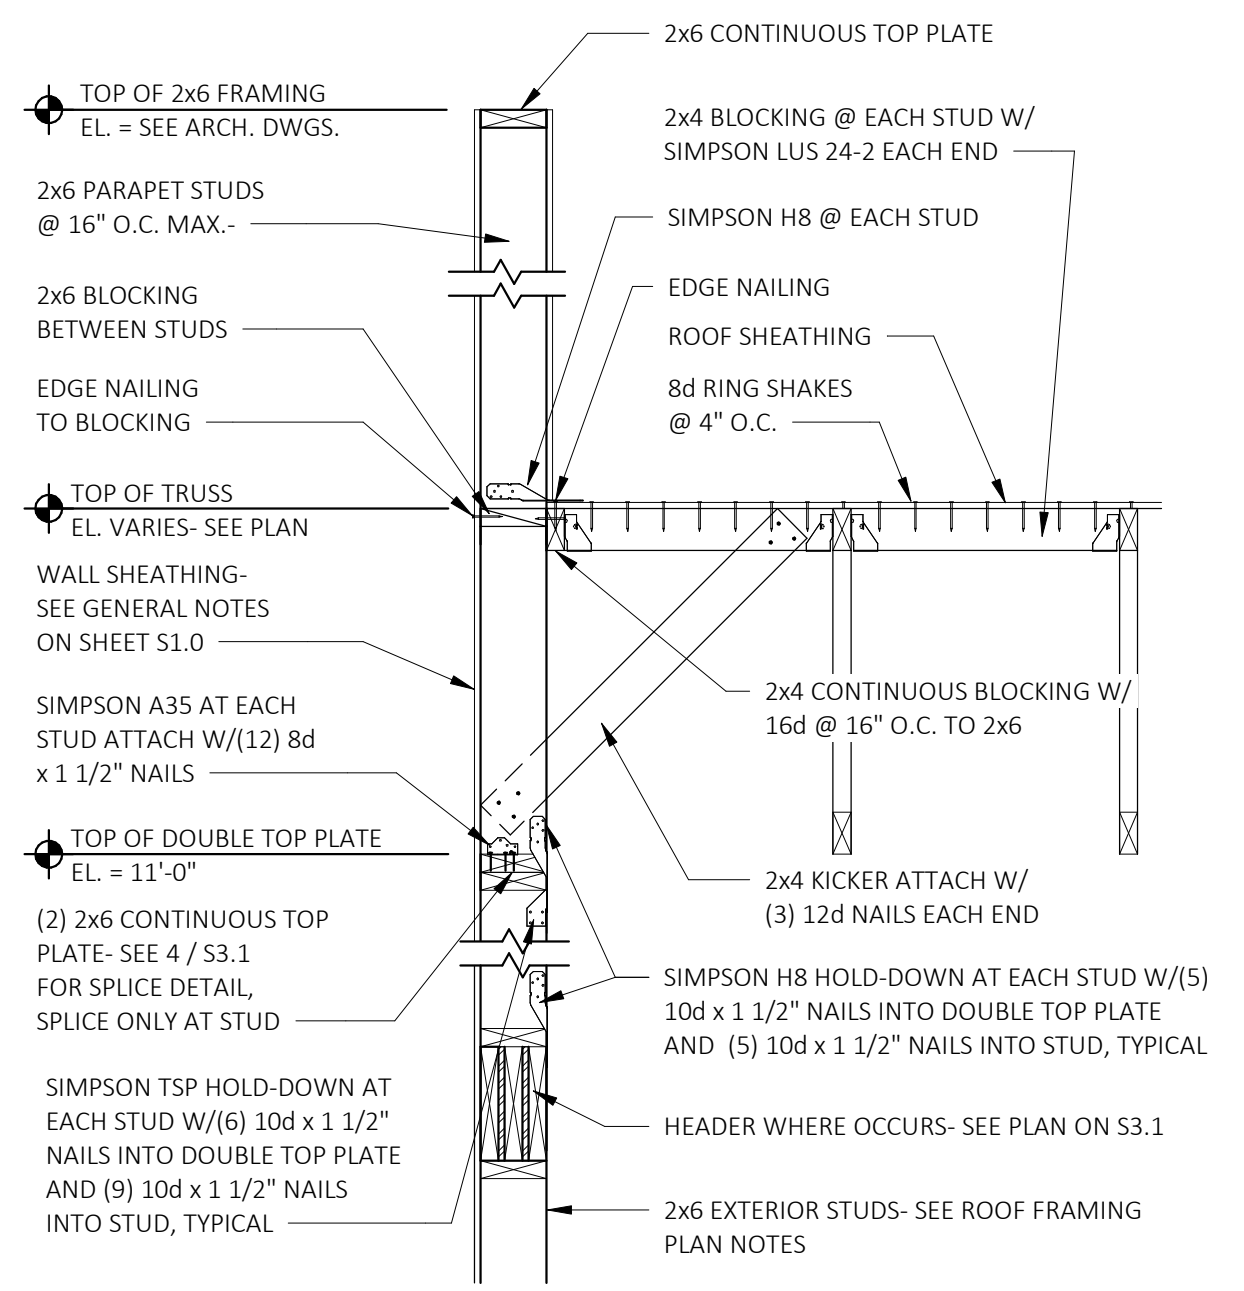 2x6 CONTINUOUS TOP PLATE
TOP OF 2x6 FRAMING
EL. = SEE ARCH. DWGS.
2x4 BLOCKING @ EACH STUD W/
SIMPSON LUS 24-2 EACH END
2x6 PARAPET STUDS
@ 16" O.C. MAX.-
SIMPSON H8 @ EACH STUD
2x6 BLOCKING
BETWEEN STUDS
EDGE NAILING
ROOF SHEATHING
EDGE NAILING
TO BLOCKING
8d RING SHAKES
@ 4" O.C.
TOP OF TRUSS
EL. VARIES- SEE PLAN
WALL SHEATHING-
SEE GENERAL NOTES
ON SHEET S1.0
2x4 CONTINUOUS BLOCKING W/
16d @ 16" O.C. TO 2x6
SIMPSON A35 AT EACH
STUD ATTACH W/(12) 8d
x 1 1/2" NAILS
TOP OF DOUBLE TOP PLATE
EL. = 11'-0"
2x4 KICKER ATTACH W/
(3) 12d NAILS EACH END
(2) 2x6 CONTINUOUS TOP
PLATE- SEE 4 / S3.1
FOR SPLICE DETAIL,
SPLICE ONLY AT STUD
SIMPSON H8 HOLD-DOWN AT EACH STUD W/(5)
10d x 1 1/2" NAILS INTO DOUBLE TOP PLATE
AND (5) 10d x 1 1/2" NAILS INTO STUD, TYPICAL
SIMPSON TSP HOLD-DOWN AT
EACH STUD W/(6) 10d x 1 1/2"
NAILS INTO DOUBLE TOP PLATE
AND (9) 10d x 1 1/2" NAILS
INTO STUD, TYPICAL
HEADER WHERE OCCURS- SEE PLAN ON S3.1
2x6 EXTERIOR STUDS- SEE ROOF FRAMING
PLAN NOTES